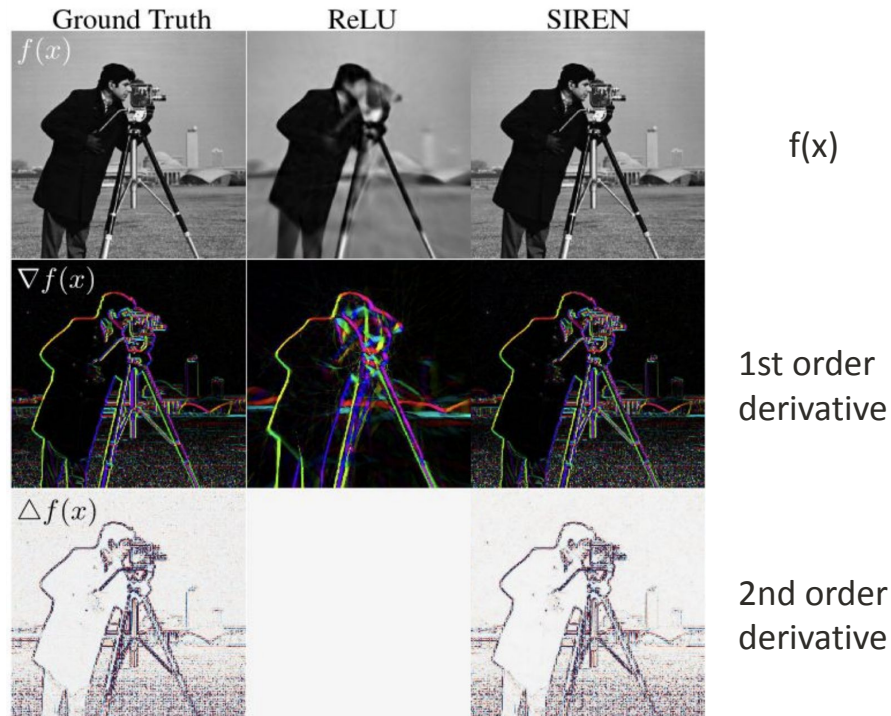 Ground Truth
ReLU
SIREN
f(x)
f(x)
∇f(x)
1st order
derivative
△f(x)
2nd order
derivative